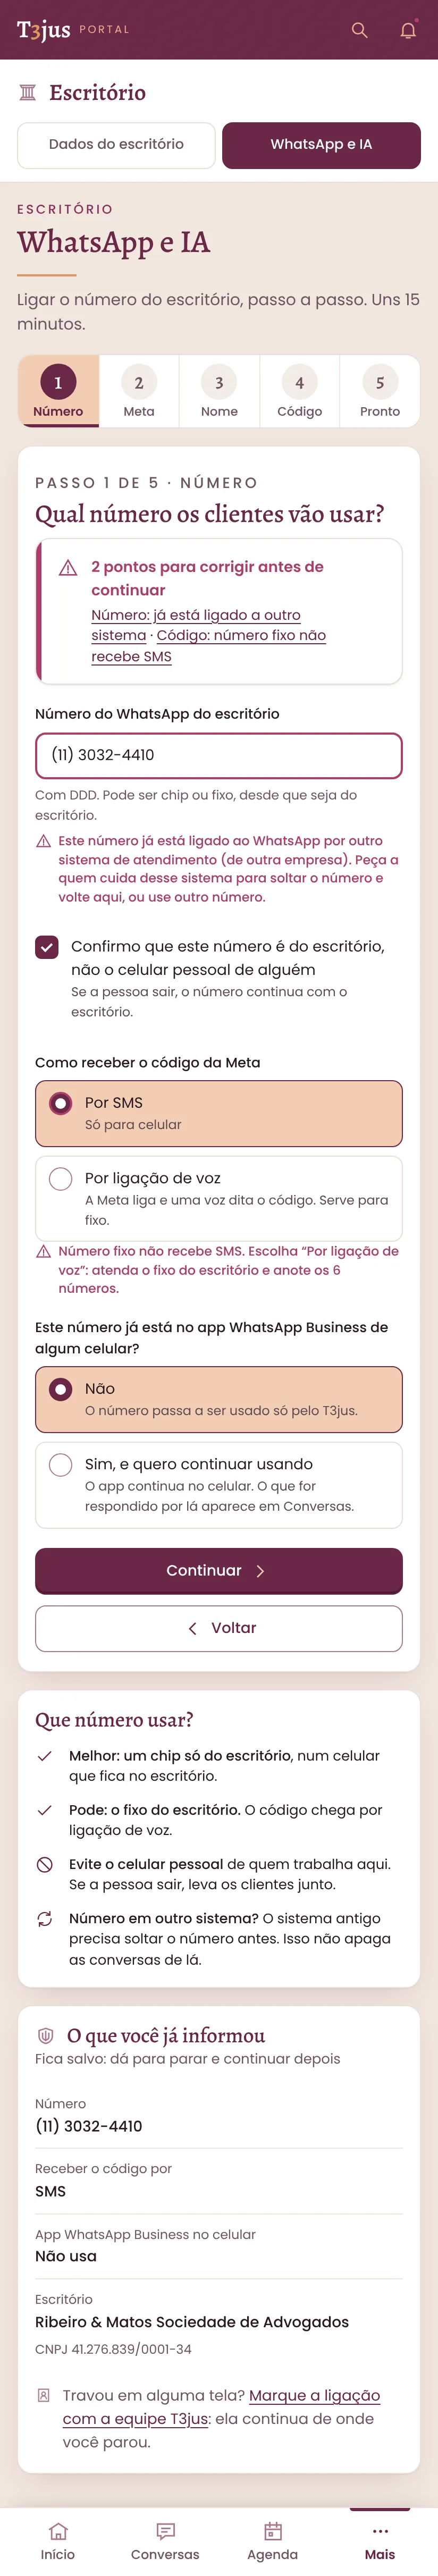 T3jus PORTAL
Escritório
Dados do escritório
WhatsApp e IA
ESCRITÓRIO
WhatsApp e IA
Ligar o número do escritório, passo a passo. Uns 15
minutos.
1
Número
2
Meta
3
Nome
4
Código
5
Pronto
PASSO 1 DE 5 · NÚMERO
Qual número os clientes vão usar?
2 pontos para corrigir antes de
continuar
Número: já está ligado a outro
sistema · Código: número fixo não
recebe SMS
Número do WhatsApp do escritório
(11) 3032-4410
Com DDD. Pode ser chip ou fixo, desde que seja do
escritório.
Este número já está ligado ao WhatsApp por outro
sistema de atendimento (de outra empresa). Peça a
quem cuida desse sistema para soltar o número e
volte aqui, ou use outro número.
Confirmo que este número é do escritório,
não o celular pessoal de alguém
Se a pessoa sair, o número continua com o
escritório.
Como receber o código da Meta
Por SMS
Só para celular
Por ligação de voz
A Meta liga e uma voz dita o código. Serve para
fixo.
Número fixo não recebe SMS. Escolha “Por ligação de
voz”: atenda o fixo do escritório e anote os 6
números.
Este número já está no app WhatsApp Business de
algum celular?
Não
O número passa a ser usado só pelo T3jus.
Sim, e quero continuar usando
O app continua no celular. O que for
respondido por lá aparece em Conversas.
Continuar
Voltar
Que número usar?
Melhor: um chip só do escritório, num celular
que fica no escritório.
Pode: o fixo do escritório. O código chega por
ligação de voz.
Evite o celular pessoal de quem trabalha aqui.
Se a pessoa sair, leva os clientes junto.
Número em outro sistema? O sistema antigo
precisa soltar o número antes. Isso não apaga
as conversas de lá.
O que você já informou
Fica salvo: dá para parar e continuar depois
Número
(11) 3032-4410
Receber o código por
SMS
App WhatsApp Business no celular
Não usa
Escritório
Ribeiro & Matos Sociedade de Advogados
CNPJ 41.276.839/0001-34
Travou em alguma tela? Marque a ligação
com a equipe T3jus: ela continua de onde
você parou.
Início
Conversas
Agenda
Mais